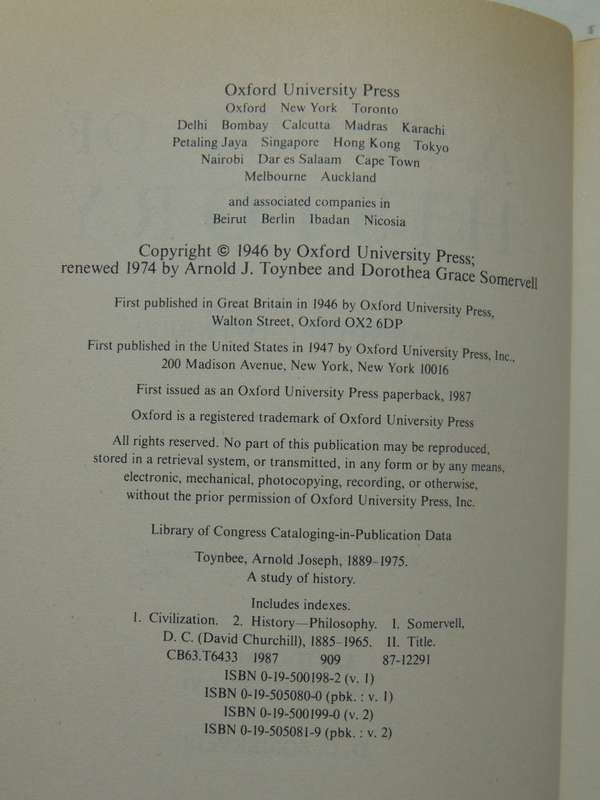 Oxford University Press
Oxford New York Toronto
Delhi Bombay Calcutta Madras Karachi
Petaling Jaya Singapore Hong Kong Tokyo
Nairobi Dar es Salaam Cape Town
Melbourne Auckland
and associated companies in
Beirut Berlin Ibadan Nicosia
Copyright © 1946 by Oxford University Press;
renewed 1974 by Arnold J. Toynbee and Dorothea Grace Somervell
First published in Great Britain in 1946 by Oxford University Press,
Walton Street, Oxford OX2 6DP
First published in the United States in 1947 by Oxford University Press, Inc.,
200 Madison Avenue, New York, New York 10016
First issued as an Oxford University Press paperback, 1987
Oxford is a registered trademark of Oxford University Press
All rights reserved. No part of this publication may be reproduced,
stored in a retrieval system, or transmitted, in any form or by any means,
electronic, mechanical, photocopying, recording, or otherwise,
without the prior permission of Oxford University Press, Inc.
Library of Congress Cataloging-in-Publication Data
Toynbee, Arnold Joseph, 1889–1975.
A study of history.
Includes indexes.
1. Civilization. 2. History—Philosophy. I. Somervell,
D. C. (David Churchill), 1885–1965. II. Title.
CB63.T6433 1987 909 87-12291
ISBN 0-19-500198-2 (v. 1)
ISBN 0-19-505080-0 (pbk. : v. 1)
ISBN 0-19-500199-0 (v. 2)
ISBN 0-19-505081-9 (pbk. : v. 2)